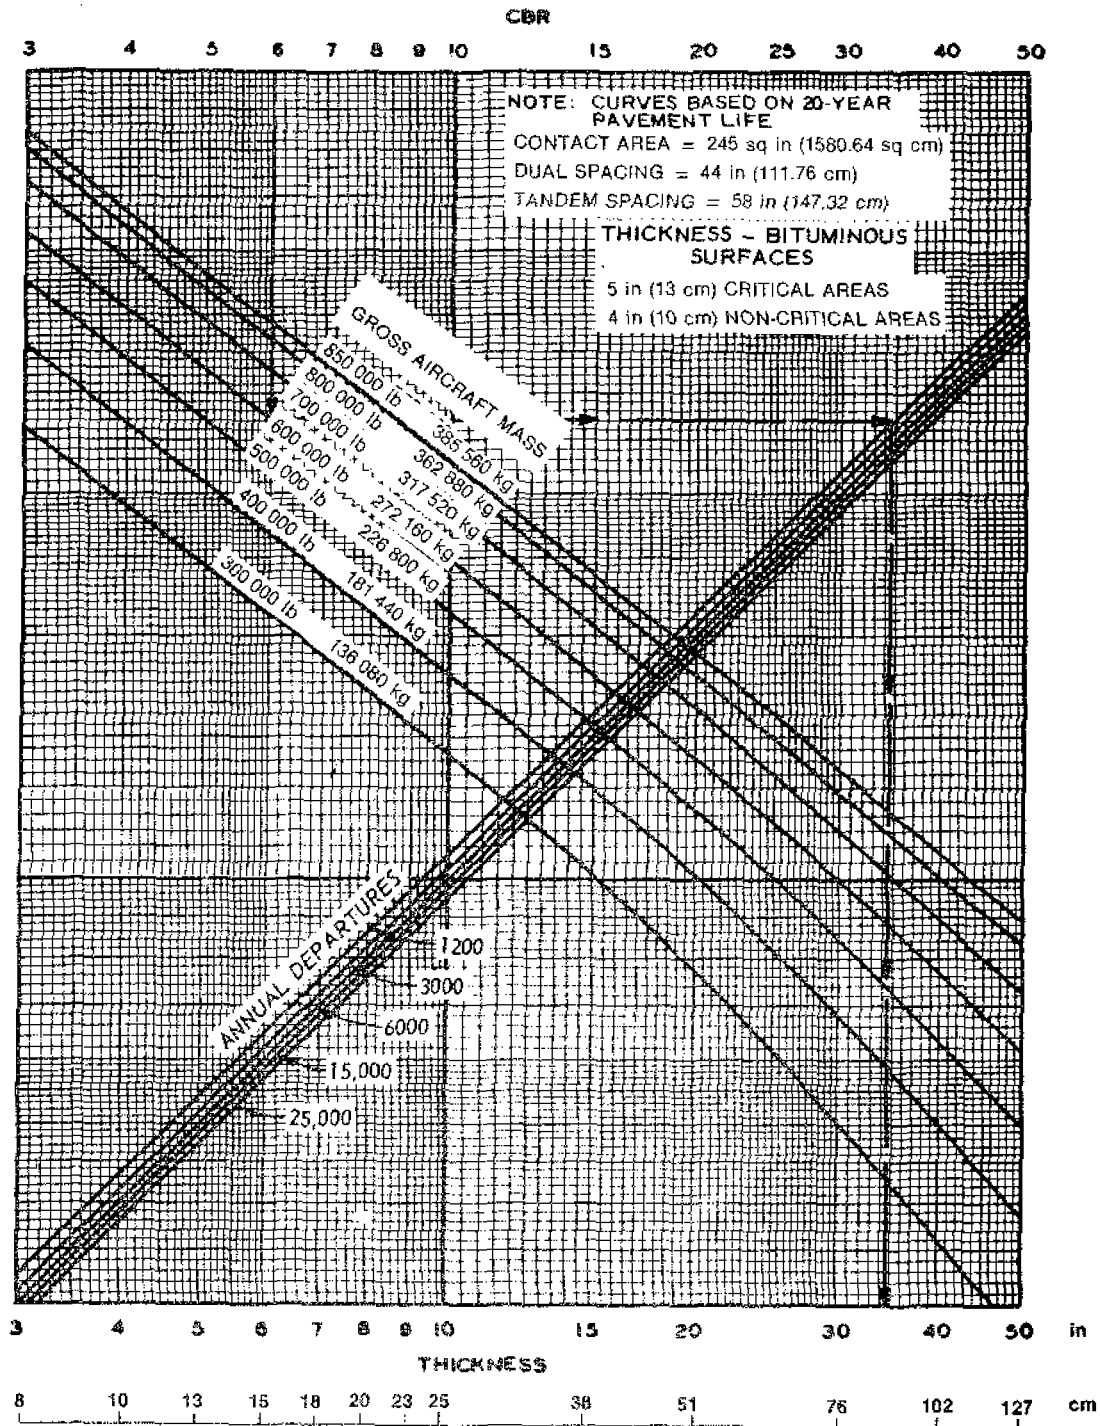 CBR
3 4 5 6 7 8 9 10 15 20 25 30 40 50
NOTE: CURVES BASED ON 20-YEAR
PAVEMENT LIFE
CONTACT AREA = 245 sq in (1580.64 sq cm)
DUAL SPACING = 44 in (111.76 cm)
TANDEM SPACING = 58 in (147.32 cm)
THICKNESS - BITUMINOUS
SURFACES
5 in (13 cm) CRITICAL AREAS
4 in (10 cm) NON-CRITICAL AREAS
GROSS AIRCRAFT MASS
850 000 lb 385 560 kg
800 000 lb 362 880 kg
700 000 lb 317 520 kg
600 000 lb 272 160 kg
500 000 lb 226 800 kg
400 000 lb 181 440 kg
300 000 lb 136 080 kg
ANNUAL DEPARTURES
1200
3000
6000
15,000
25,000
3 4 5 6 7 8 9 10 15 20 30 40 50 in
THICKNESS
8 10 13 15 18 20 23 25 38 51 76 102 127 cm